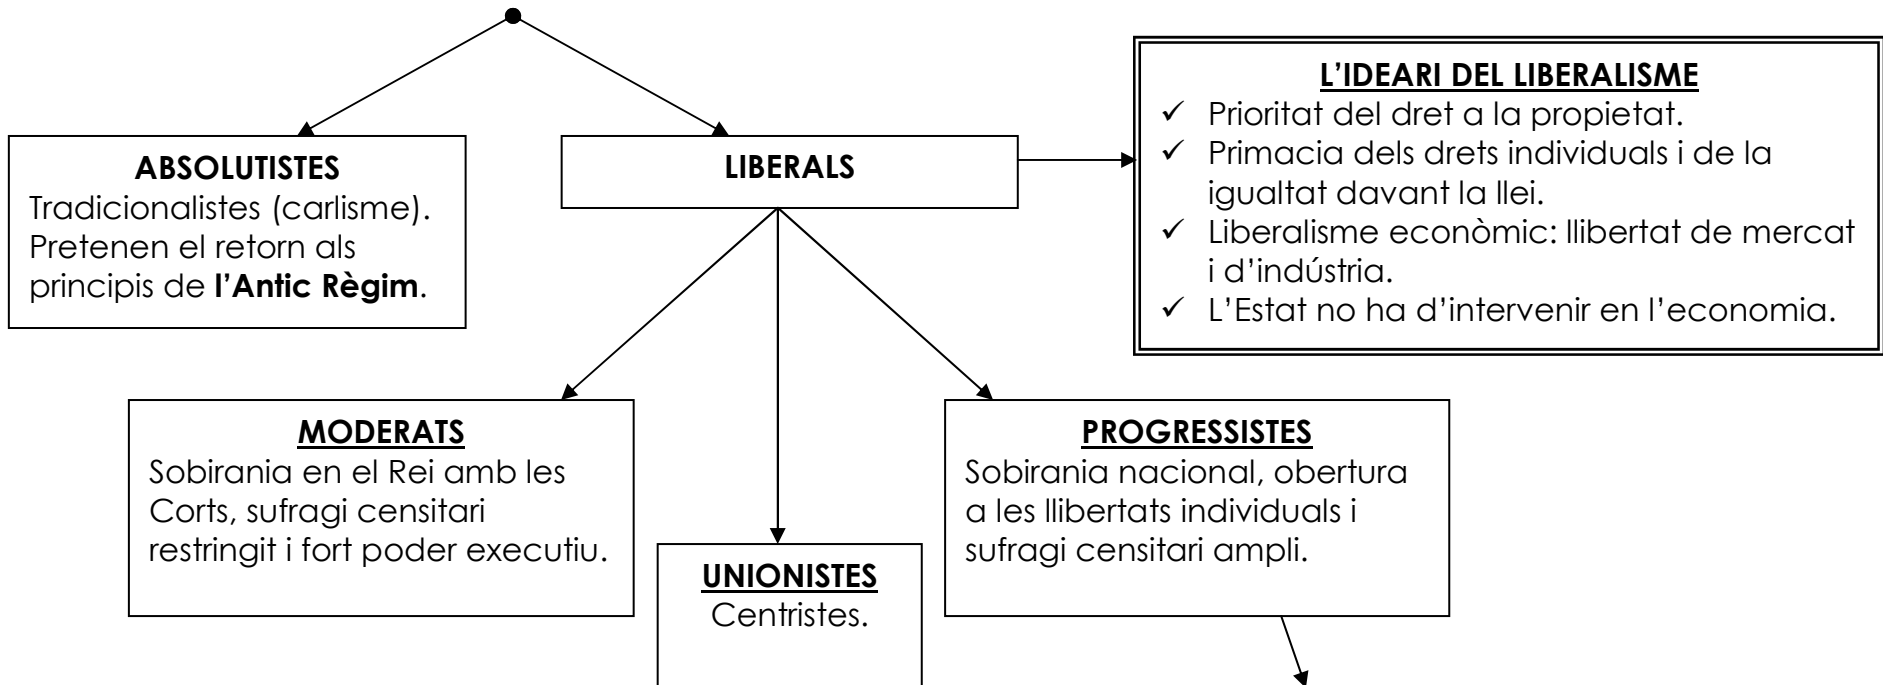 L’IDEARI DEL LIBERALISME
✓ Prioritat del dret a la propietat.
✓ Primacia dels drets individuals i de la
igualtat davant la llei.
✓ Liberalisme econòmic: llibertat de mercat
i d’indústria.
✓ L’Estat no ha d’intervenir en l’economia.
ABSOLUTISTES
Tradicionalistes (carlisme).
Pretenen el retorn als
principis de l’Antic Règim.
LIBERALS
MODERATS
Sobirania en el Rei amb les
Corts, sufragi censitari
restringit i fort poder executiu.
UNIONISTES
Centristes.
PROGRESSISTES
Sobirania nacional, obertura
a les llibertats individuals i
sufragi censitari ampli.